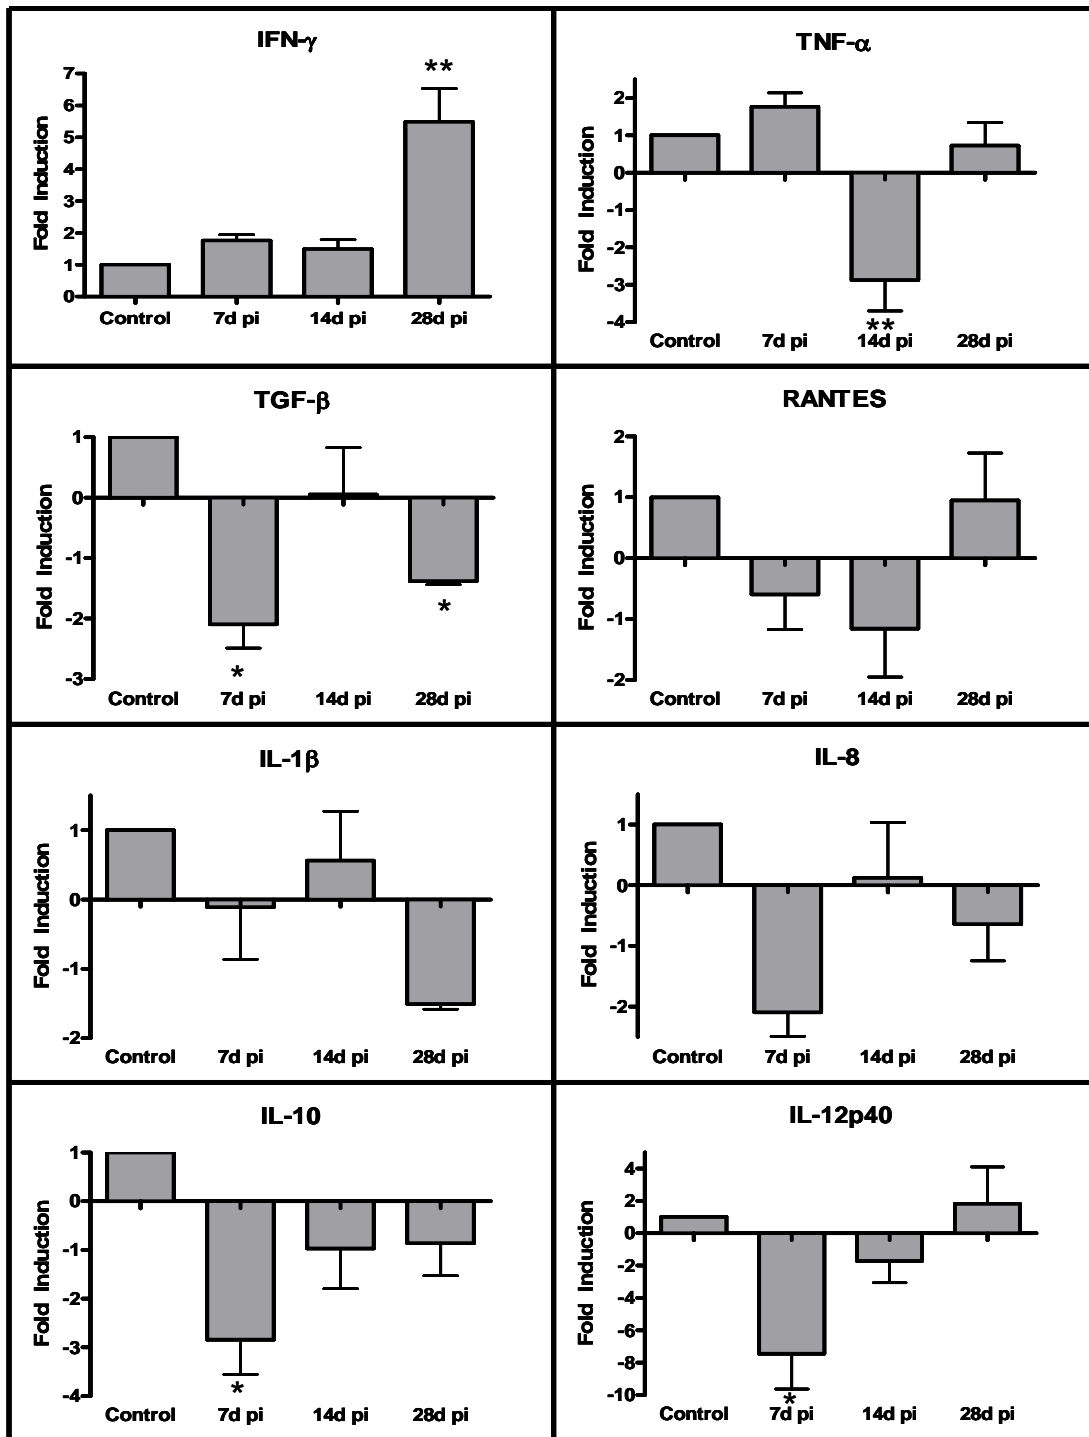 IFN-γ
**
7
6
5
4
3
2
1
0
Fold Induction
Control 7d pi 14d pi 28d pi
TNF-α
2
1
0
-1
-2
-3
-4
Fold Induction
**
Control 7d pi 14d pi 28d pi
TGF-β
1
0
-1
-2
-3
Fold Induction
*
*
Control 7d pi 14d pi 28d pi
RANTES
2
1
0
-1
-2
Fold Induction
Control 7d pi 14d pi 28d pi
IL-1β
1
0
-1
-2
Fold Induction
Control 7d pi 14d pi 28d pi
IL-8
1
0
-1
-2
Fold Induction
Control 7d pi 14d pi 28d pi
IL-10
1
0
-1
-2
-3
-4
Fold Induction
*
Control 7d pi 14d pi 28d pi
IL-12p40
4
2
0
-2
-4
-6
-8
-10
Fold Induction
*
Control 7d pi 14d pi 28d pi